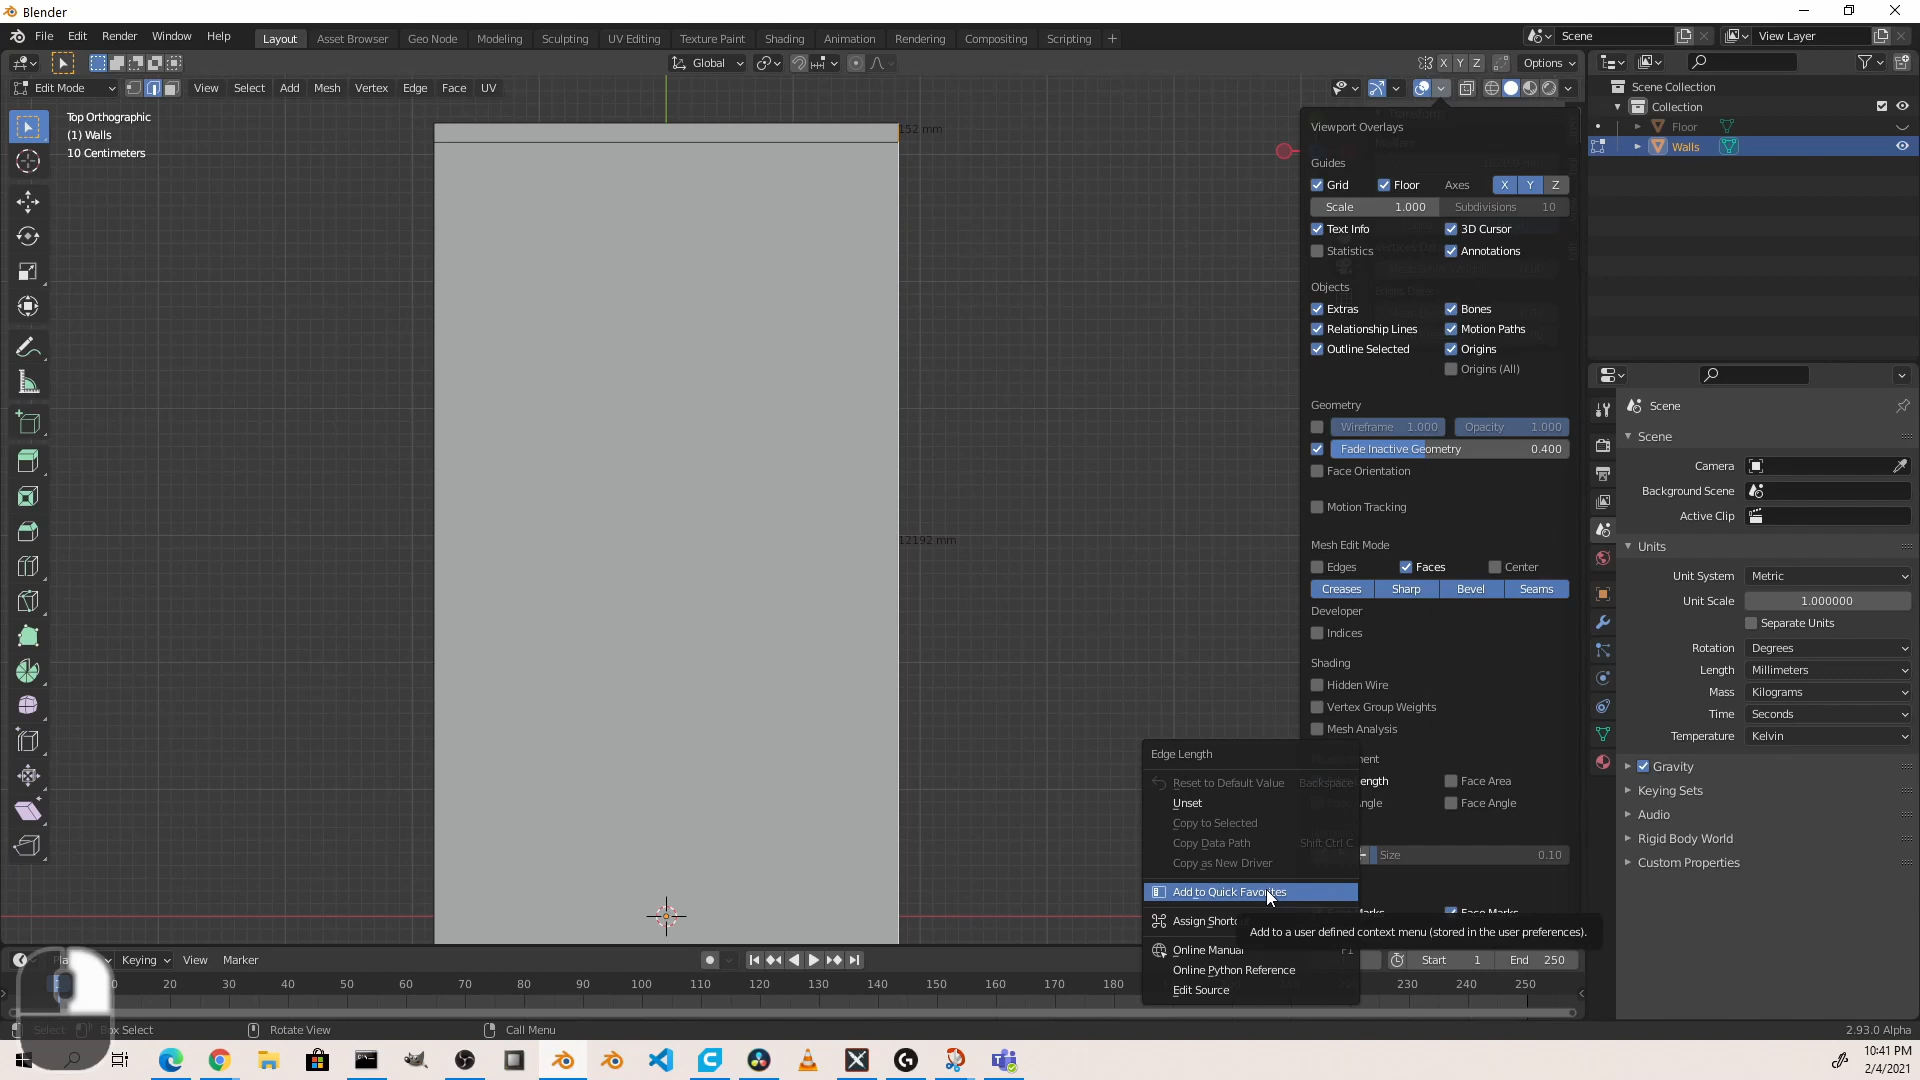 Blender
File Edit Render Window Help
Layout Asset Browser Geo Node Modeling Sculpting UV Editing Texture Paint Shading Animation Rendering Compositing Scripting +
Scene
View Layer
Global
X Y Z
Options
Edit Mode
View Select Add Mesh Vertex Edge Face UV
Top Orthographic
(1) Walls
10 Centimeters
152 mm
12192 mm
Viewport Overlays
Guides
Grid
Floor
Axes
X Y Z
Scale 1.000
Subdivisions 10
Text Info
3D Cursor
Statistics
Annotations
Objects
Extras
Bones
Relationship Lines
Motion Paths
Outline Selected
Origins
Origins (All)
Geometry
Wireframe 1.000
Opacity 1.000
Fade Inactive Geometry 0.400
Face Orientation
Motion Tracking
Mesh Edit Mode
Edges
Faces
Center
Creases Sharp Bevel Seams
Developer
Indices
Shading
Hidden Wire
Vertex Group Weights
Mesh Analysis
Face Area
Face Angle
Size 0.10
Face Marks
Edge Length
Reset to Default Value Backspace
Unset
Copy to Selected
Copy Data Path Shift Ctrl C
Copy as New Driver
Add to Quick Favorites
Assign Shortc
Online Manual F1
Online Python Reference
Edit Source
Add to a user defined context menu (stored in the user preferences).
Scene Collection
Collection
Floor
Walls
Scene
Scene
Camera
Background Scene
Active Clip
Units
Unit System Metric
Unit Scale 1.000000
Separate Units
Rotation Degrees
Length Millimeters
Mass Kilograms
Time Seconds
Temperature Kelvin
Gravity
Keying Sets
Audio
Rigid Body World
Custom Properties
Keying View Marker
Start 1
End 250
20 30 40 50 60 70 80 90 100 110 120 130 140 150 160 170 180 230 240 250
Select
Box Select
Rotate View
Call Menu
2.93.0 Alpha
10:41 PM
2/4/2021